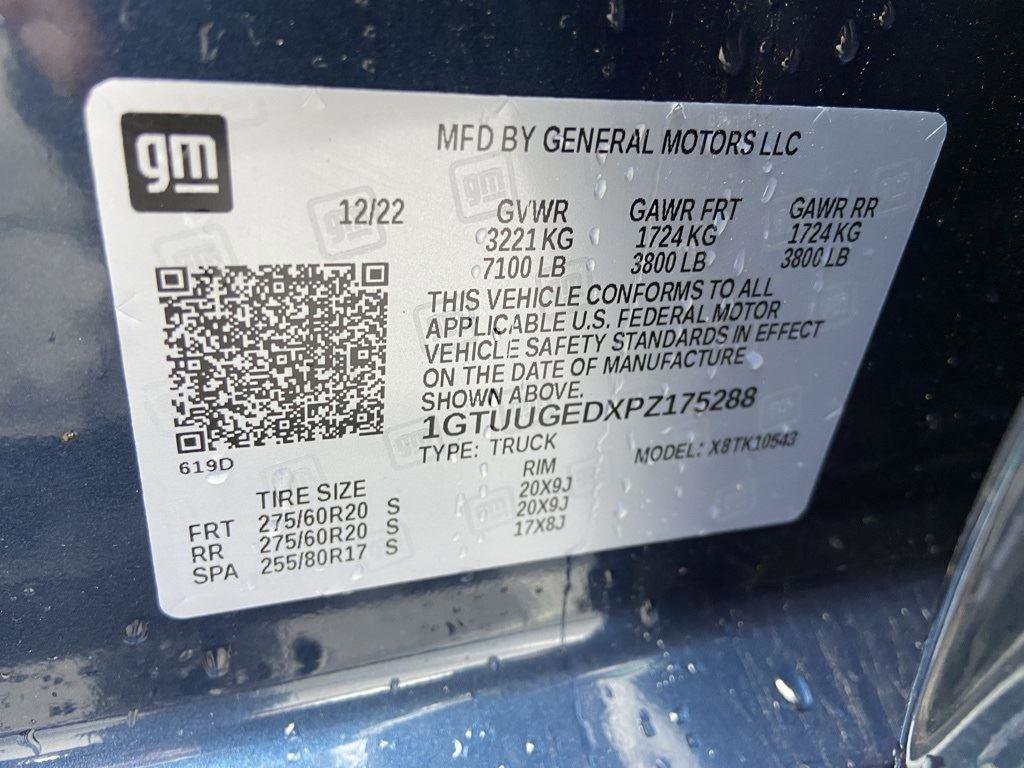 gm
MFD BY GENERAL MOTORS LLC
12/22 GVWR GAWR FRT GAWR RR
3221 KG 1724 KG 1724 KG
7100 LB 3800 LB 3800 LB
THIS VEHICLE CONFORMS TO ALL
APPLICABLE U.S. FEDERAL MOTOR
VEHICLE SAFETY STANDARDS IN EFFECT
ON THE DATE OF MANUFACTURE
SHOWN ABOVE.
1GTUUGEDXPZ175288
TYPE: TRUCK MODEL: X8TK10543
619D
TIRE SIZE RIM
FRT 275/60R20 S 20X9J
RR 275/60R20 S 20X9J
SPA 255/80R17 S 17X8J